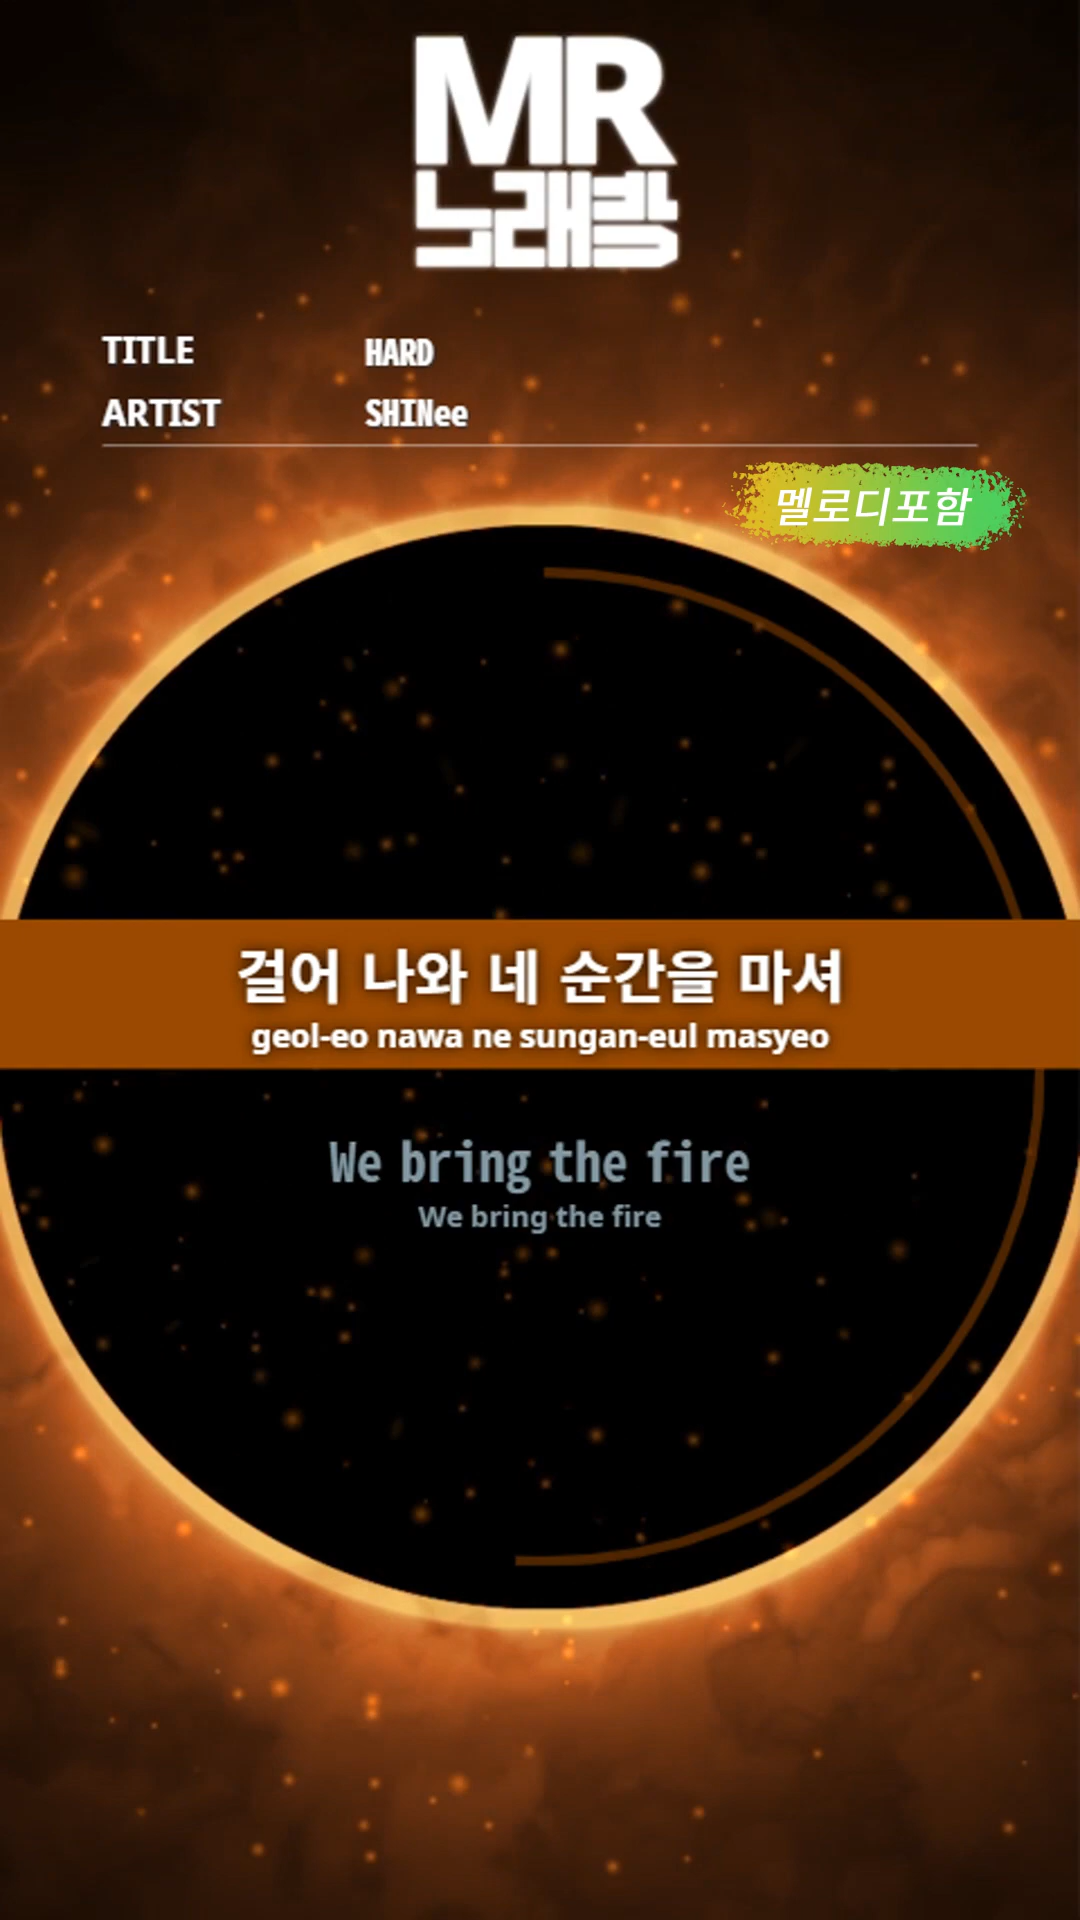 MR
노래방
TITLE HARD
ARTIST SHINee
멜로디포함
걸어 나와 네 순간을 마셔
geol-eo nawa ne sungan-eul masyeo
We bring the fire
We bring the fire